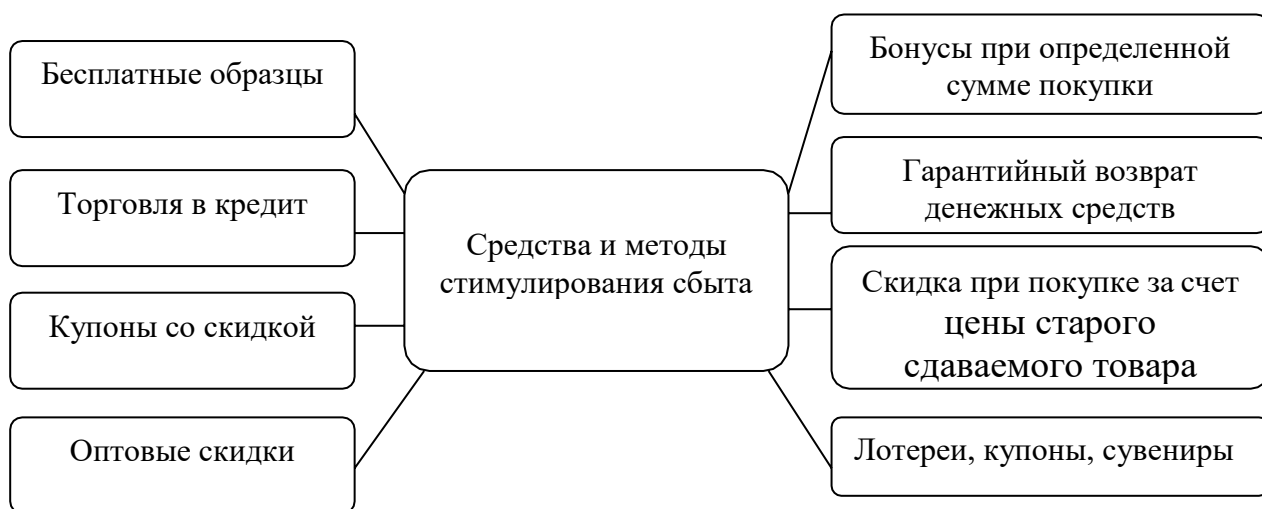 Бесплатные образцы
Торговля в кредит
Купоны со скидкой
Оптовые скидки
Средства и методы
стимулирования сбыта
Бонусы при определенной
сумме покупки
Гарантийный возврат
денежных средств
Скидка при покупке за счет
цены старого
сдаваемого товара
Лотереи, купоны, сувениры